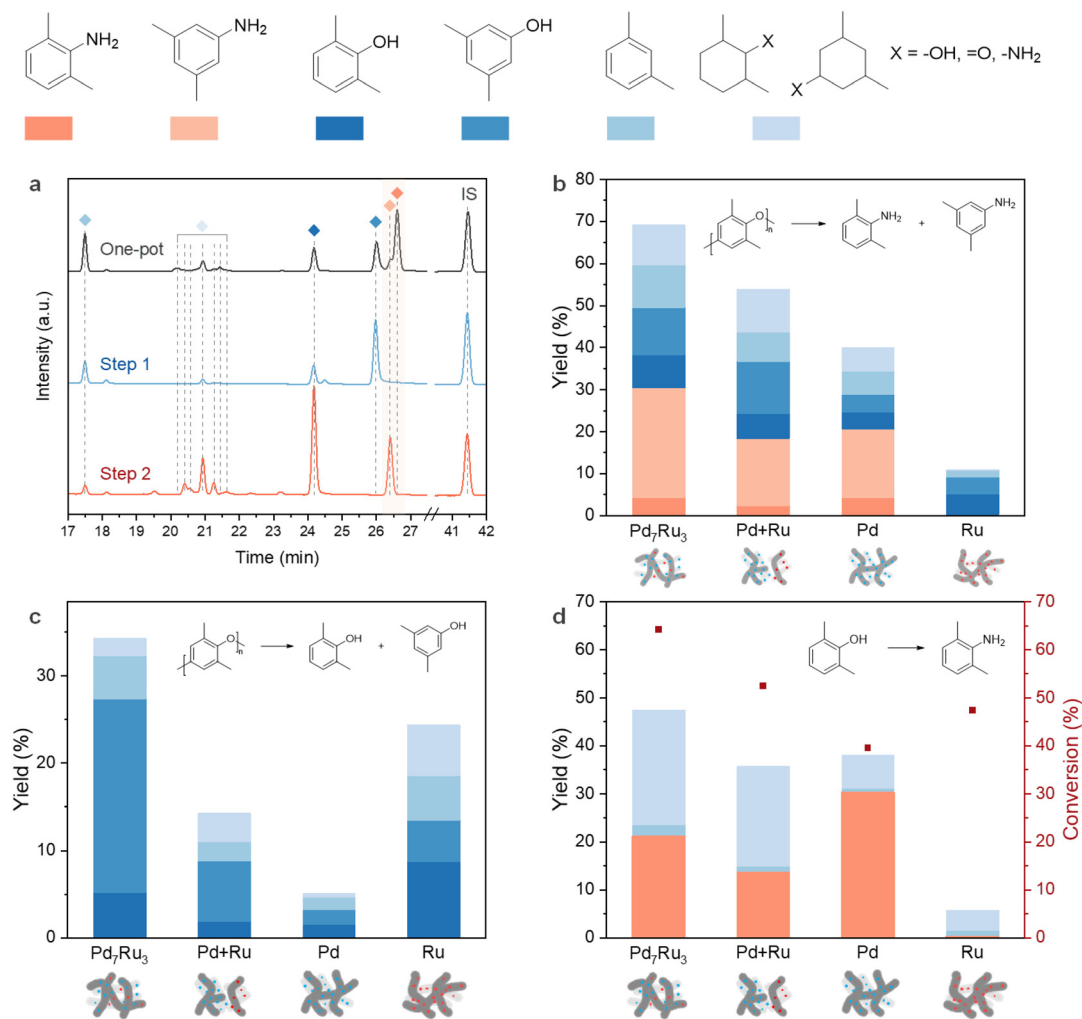 NH₂
NH₂
OH
OH
X
X
X = -OH, =O, -NH₂
a
IS
One-pot
Step 1
Step 2
Intensity (a.u.)
17 18 19 20 21 22 24 26 27 41 42
Time (min)
b
80
70
60
50
40
30
20
10
0
Yield (%)
O
n
NH₂
+
NH₂
Pd₇Ru₃ Pd+Ru Pd Ru
c
30
20
10
0
Yield (%)
O
n
OH
+
OH
Pd₇Ru₃ Pd+Ru Pd Ru
d
70 70
60 60
50 50
40 40
30 30
20 20
10 10
0 0
Yield (%)
Conversion (%)
OH
NH₂
Pd₇Ru₃ Pd+Ru Pd Ru